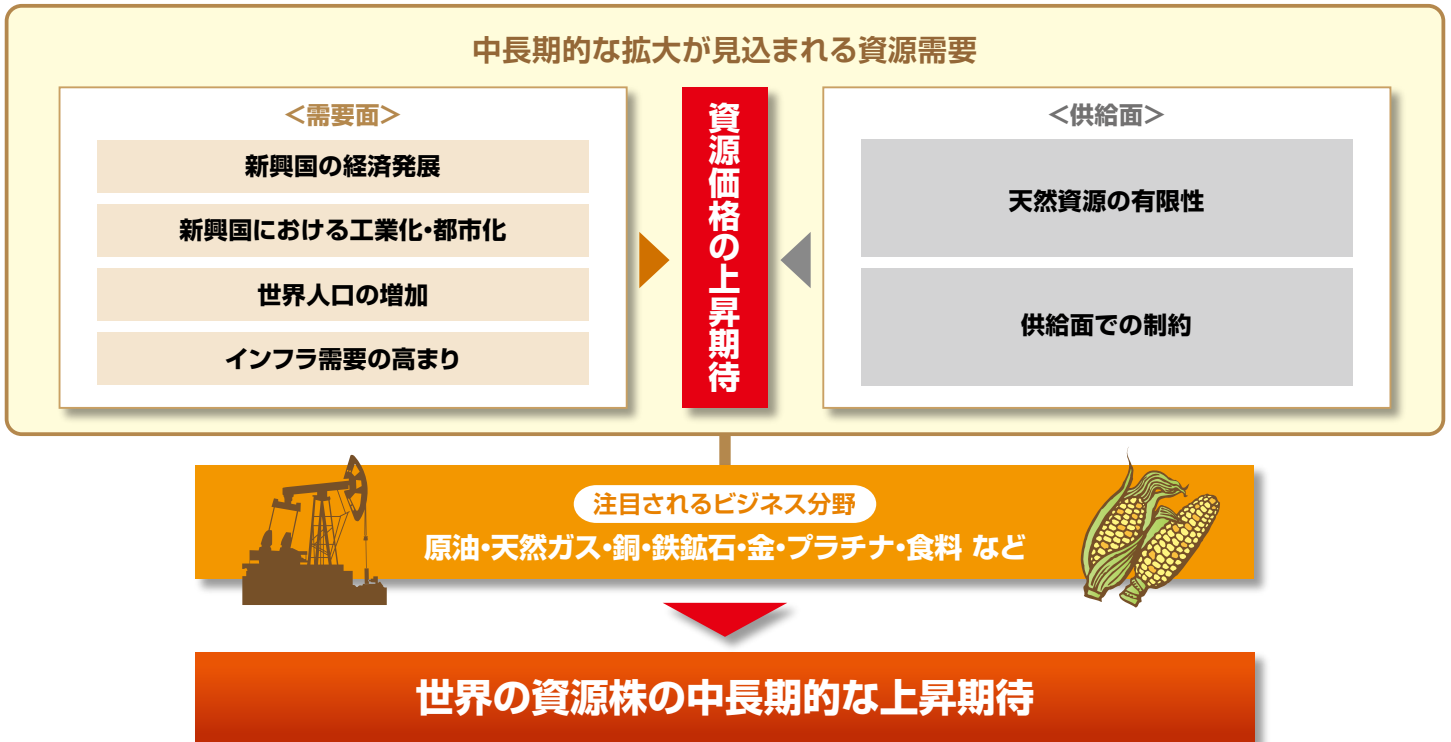 中長期的な拡大が見込まれる資源需要
＜需要面＞
新興国の経済発展
新興国における工業化・都市化
世界人口の増加
インフラ需要の高まり
資源価格の上昇期待
＜供給面＞
天然資源の有限性
供給面での制約
注目されるビジネス分野
原油・天然ガス・銅・鉄鉱石・金・プラチナ・食料 など
世界の資源株の中長期的な上昇期待